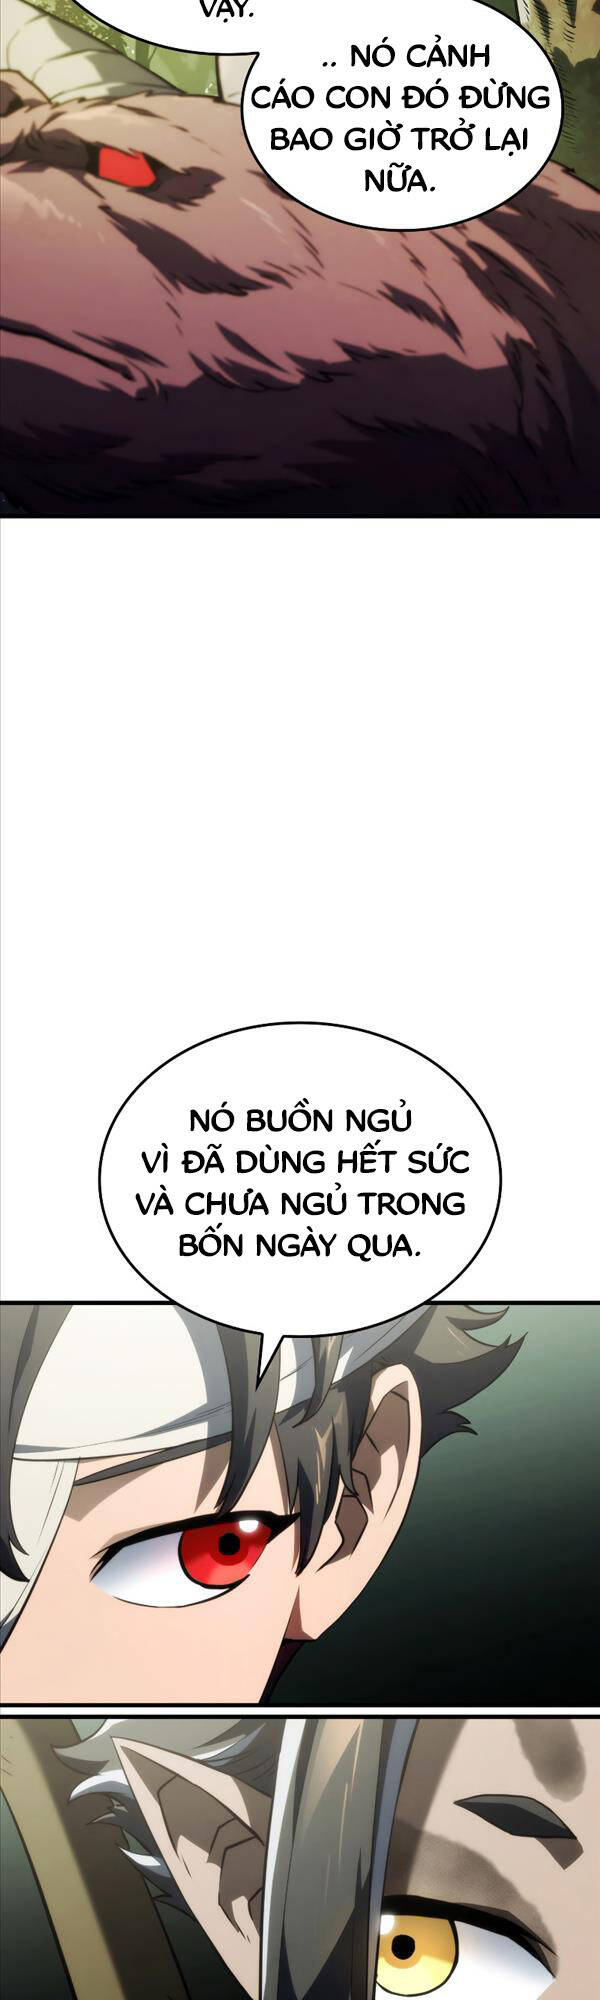 VẬY.
.. NÓ CẢNH
CÁO CON ĐÓ ĐỪNG
BAO GIỜ TRỞ LẠI
NỮA.
NÓ BUỒN NGỦ
VÌ ĐÃ DÙNG HẾT SỨC
VÀ CHƯA NGỦ TRONG
BỐN NGÀY QUA.